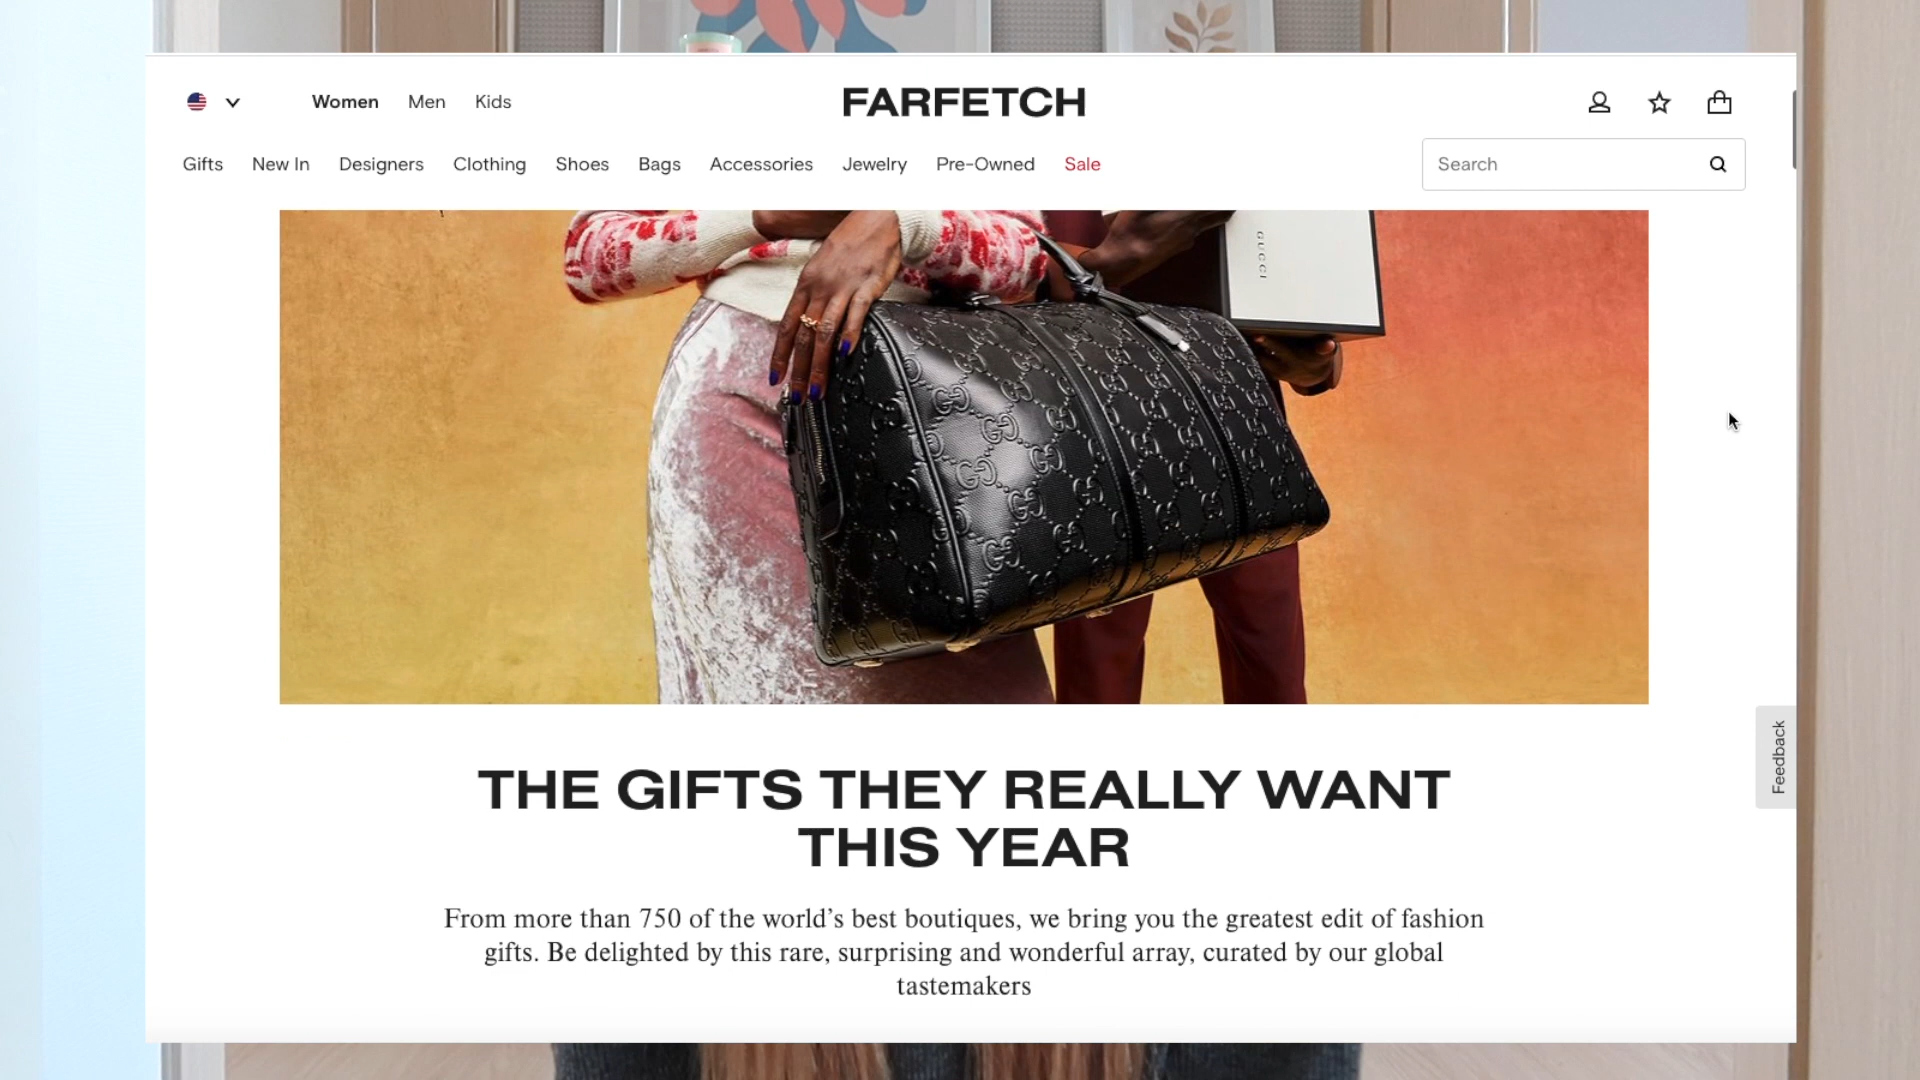 Women Men Kids
FARFETCH
Gifts New In Designers Clothing Shoes Bags Accessories Jewelry Pre-Owned Sale
Search
GUCCI
Feedback
THE GIFTS THEY REALLY WANT
THIS YEAR
From more than 750 of the world’s best boutiques, we bring you the greatest edit of fashion
gifts. Be delighted by this rare, surprising and wonderful array, curated by our global
tastemakers